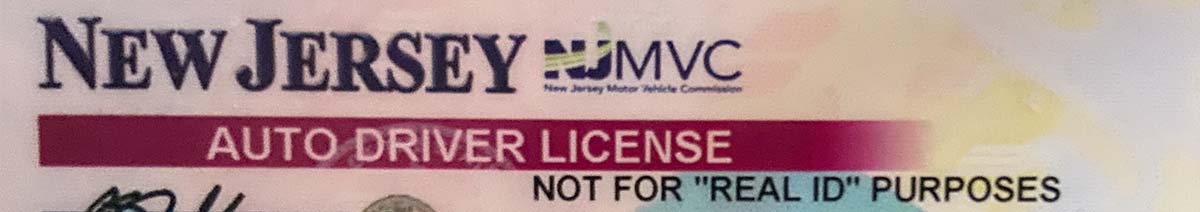 NEW JERSEY NJMVC
New Jersey Motor Vehicle Commission
AUTO DRIVER LICENSE
NOT FOR "REAL ID" PURPOSES